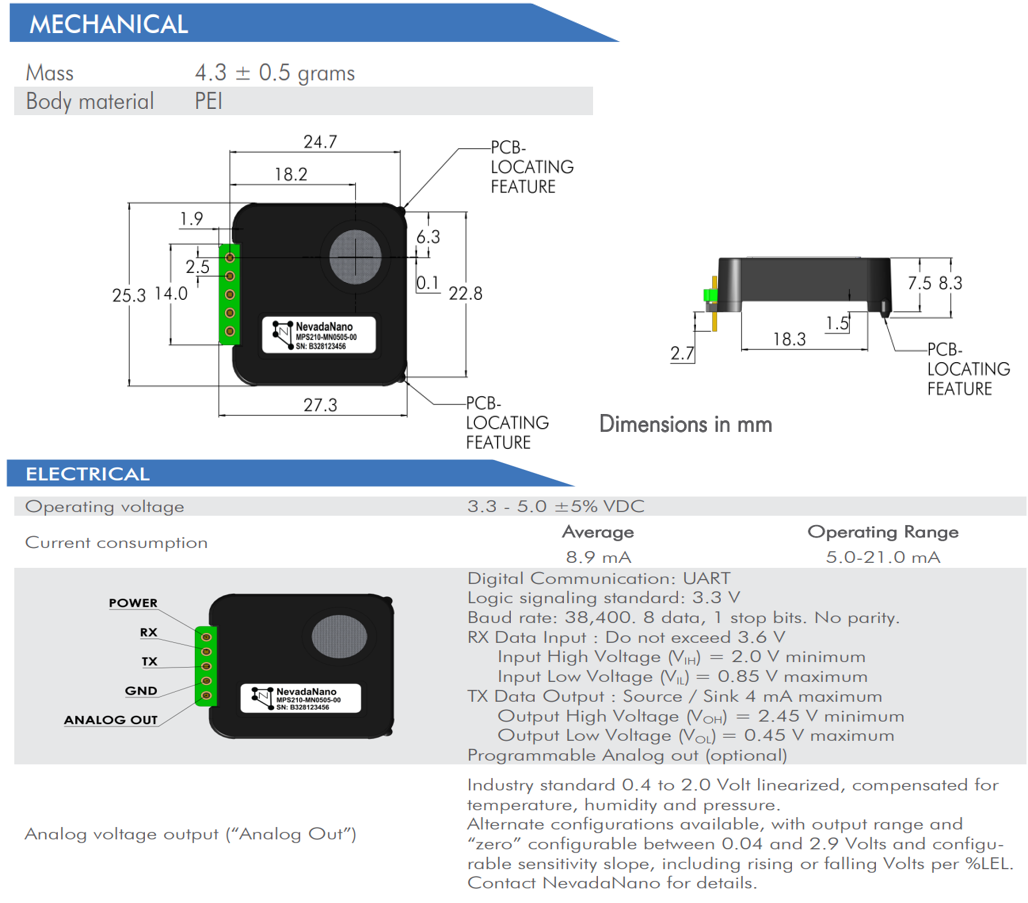 MECHANICAL
Mass 4.3 ± 0.5 grams
Body material PEI
24.7
PCB-
LOCATING
FEATURE
18.2
1.9
6.3
2.5
0.1
25.3 14.0
22.8
NevadaNano
MPS210-MN0505-00
SN: B328123456
27.3
PCB-
LOCATING
FEATURE
7.5 8.3
1.5
18.3
2.7
PCB-
LOCATING
FEATURE
Dimensions in mm
ELECTRICAL
Operating voltage 3.3 - 5.0 ±5% VDC
Current consumption
Average Operating Range
8.9 mA 5.0-21.0 mA
POWER
RX
TX
GND
ANALOG OUT
NevadaNano
MPS210-MN0505-00
SN: B328123456
Digital Communication: UART
Logic signaling standard: 3.3 V
Baud rate: 38,400. 8 data, 1 stop bits. No parity.
RX Data Input : Do not exceed 3.6 V
Input High Voltage (VIH) = 2.0 V minimum
Input Low Voltage (VIL) = 0.85 V maximum
TX Data Output : Source / Sink 4 mA maximum
Output High Voltage (VOH) = 2.45 V minimum
Output Low Voltage (VOL) = 0.45 V maximum
Programmable Analog out (optional)
Analog voltage output (“Analog Out”)
Industry standard 0.4 to 2.0 Volt linearized, compensated for
temperature, humidity and pressure.
Alternate configurations available, with output range and
“zero” configurable between 0.04 and 2.9 Volts and configu-
rable sensitivity slope, including rising or falling Volts per %LEL.
Contact NevadaNano for details.